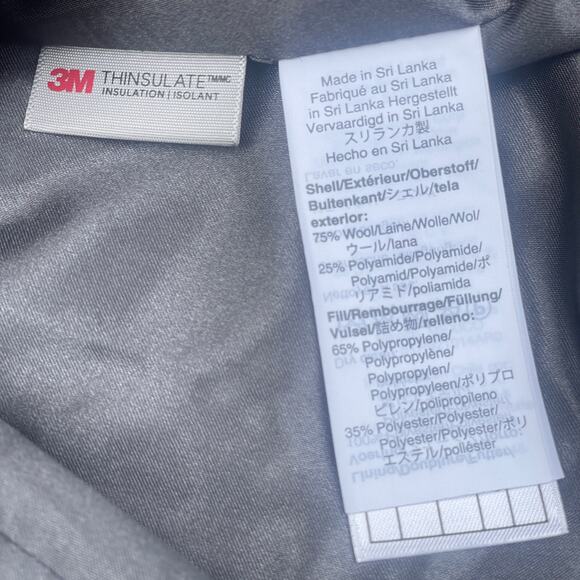 3M THINSULATE™/MC
INSULATION | ISOLANT
Made in Sri Lanka
Fabriqué au Sri Lanka
in Sri Lanka Hergestellt
Vervaardigd in Sri Lanka
スリランカ製
Hecho en Sri Lanka
Shell/Extérieur/Oberstoff/
Buitenkant/シェル/tela
exterior:
75% Wool/Laine/Wolle/Wol/
ウール/lana
25% Polyamide/Polyamide/
Polyamid/Polyamide/ポ
リアミド/poliamida
Fill/Rembourrage/Füllung/
Vulsel/詰め物/relleno:
65% Polypropylene/
Polypropylène/
Polypropylen/
Polypropyleen/ポリプロ
ピレン/polipropileno
35% Polyester/Polyester/
Polyester/Polyester/ポリ
エステル/poliéster